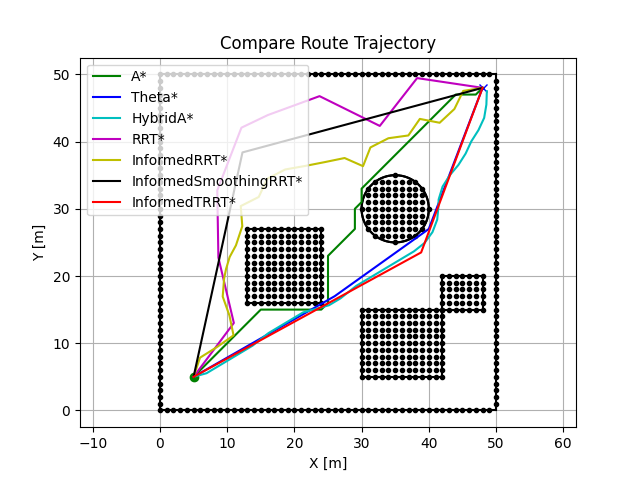 Compare Route Trajectory
A*
Theta*
HybridA*
RRT*
InformedRRT*
InformedSmoothingRRT*
InformedTRRT*
50
40
30
20
10
0
Y [m]
-10 0 10 20 30 40 50 60
X [m]